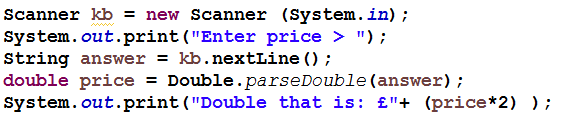 Scanner kb = new Scanner (System.in);
System.out.print("Enter price > ");
String answer = kb.nextLine();
double price = Double.parseDouble(answer);
System.out.print("Double that is: £"+ (price*2) );